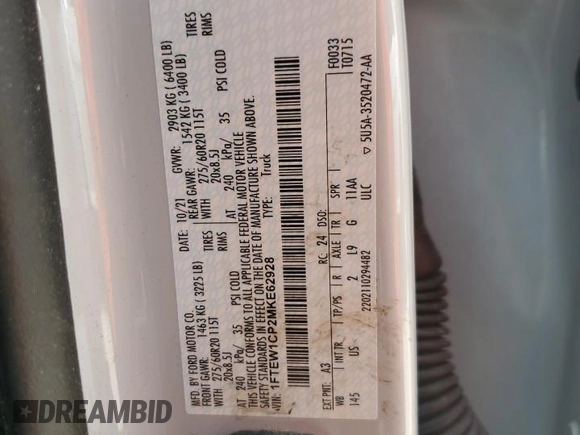 MFD. BY FORD MOTOR CO.
DATE: 10/21 GVWR: 2903 KG ( 6400 LB)
FRONT GAWR: 1463 KG ( 3225 LB) REAR GAWR: 1542 KG ( 3400 LB)
WITH 275/60R20 115T TIRES WITH 275/60R20 115T TIRES
20x8.5J RIMS 20x8.5J RIMS
AT 240 kPa/ 35 PSI COLD AT 240 kPa/ 35 PSI COLD
THIS VEHICLE CONFORMS TO ALL APPLICABLE FEDERAL MOTOR VEHICLE
SAFETY STANDARDS IN EFFECT ON THE DATE OF MANUFACTURE SHOWN ABOVE.
VIN: 1FTEW1CP2MKE62928 TYPE: Truck
F0033
T0715
EXT PNT: A3 RC: 24 DSO:
WB INT TR TP/PS R AXLE TR SPR
145 US 2 L9 G 11AA
2202110294482 ULC
▽ 5U5A-3520472-AA
DREAMBID